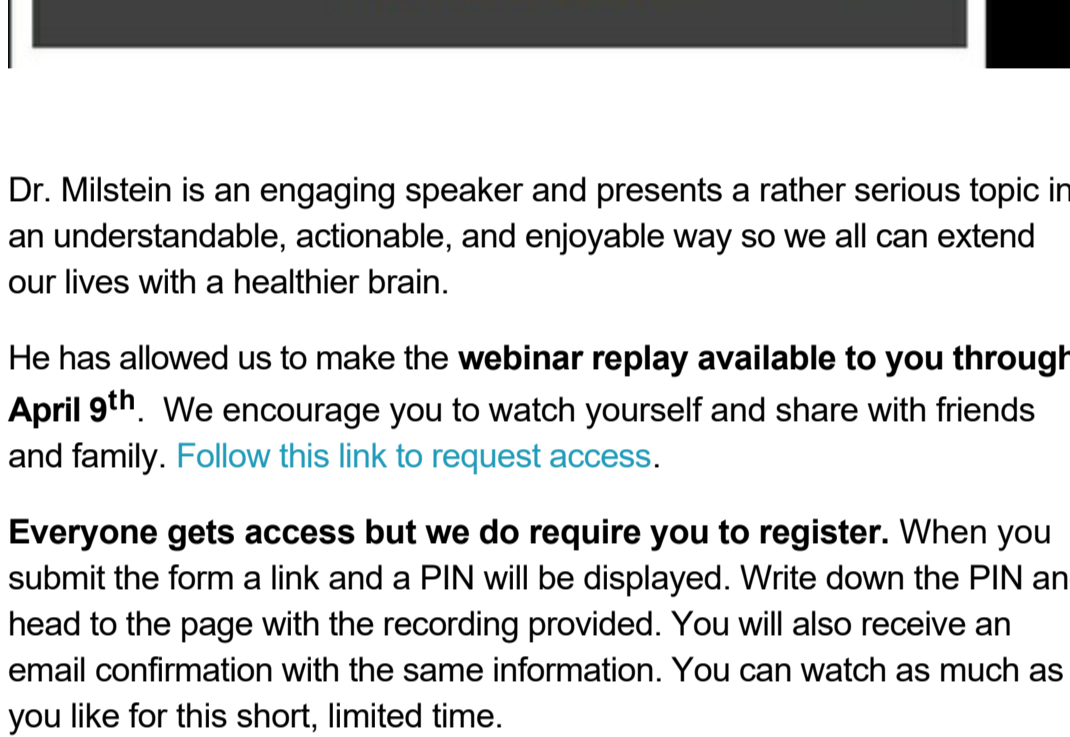 Dr. Milstein is an engaging speaker and presents a rather serious topic in
an understandable, actionable, and enjoyable way so we all can extend
our lives with a healthier brain.
He has allowed us to make the webinar replay available to you through
April 9th.  We encourage you to watch yourself and share with friends
and family. Follow this link to request access.
Everyone gets access but we do require you to register. When you
submit the form a link and a PIN will be displayed. Write down the PIN an
head to the page with the recording provided. You will also receive an
email confirmation with the same information. You can watch as much as
you like for this short, limited time.